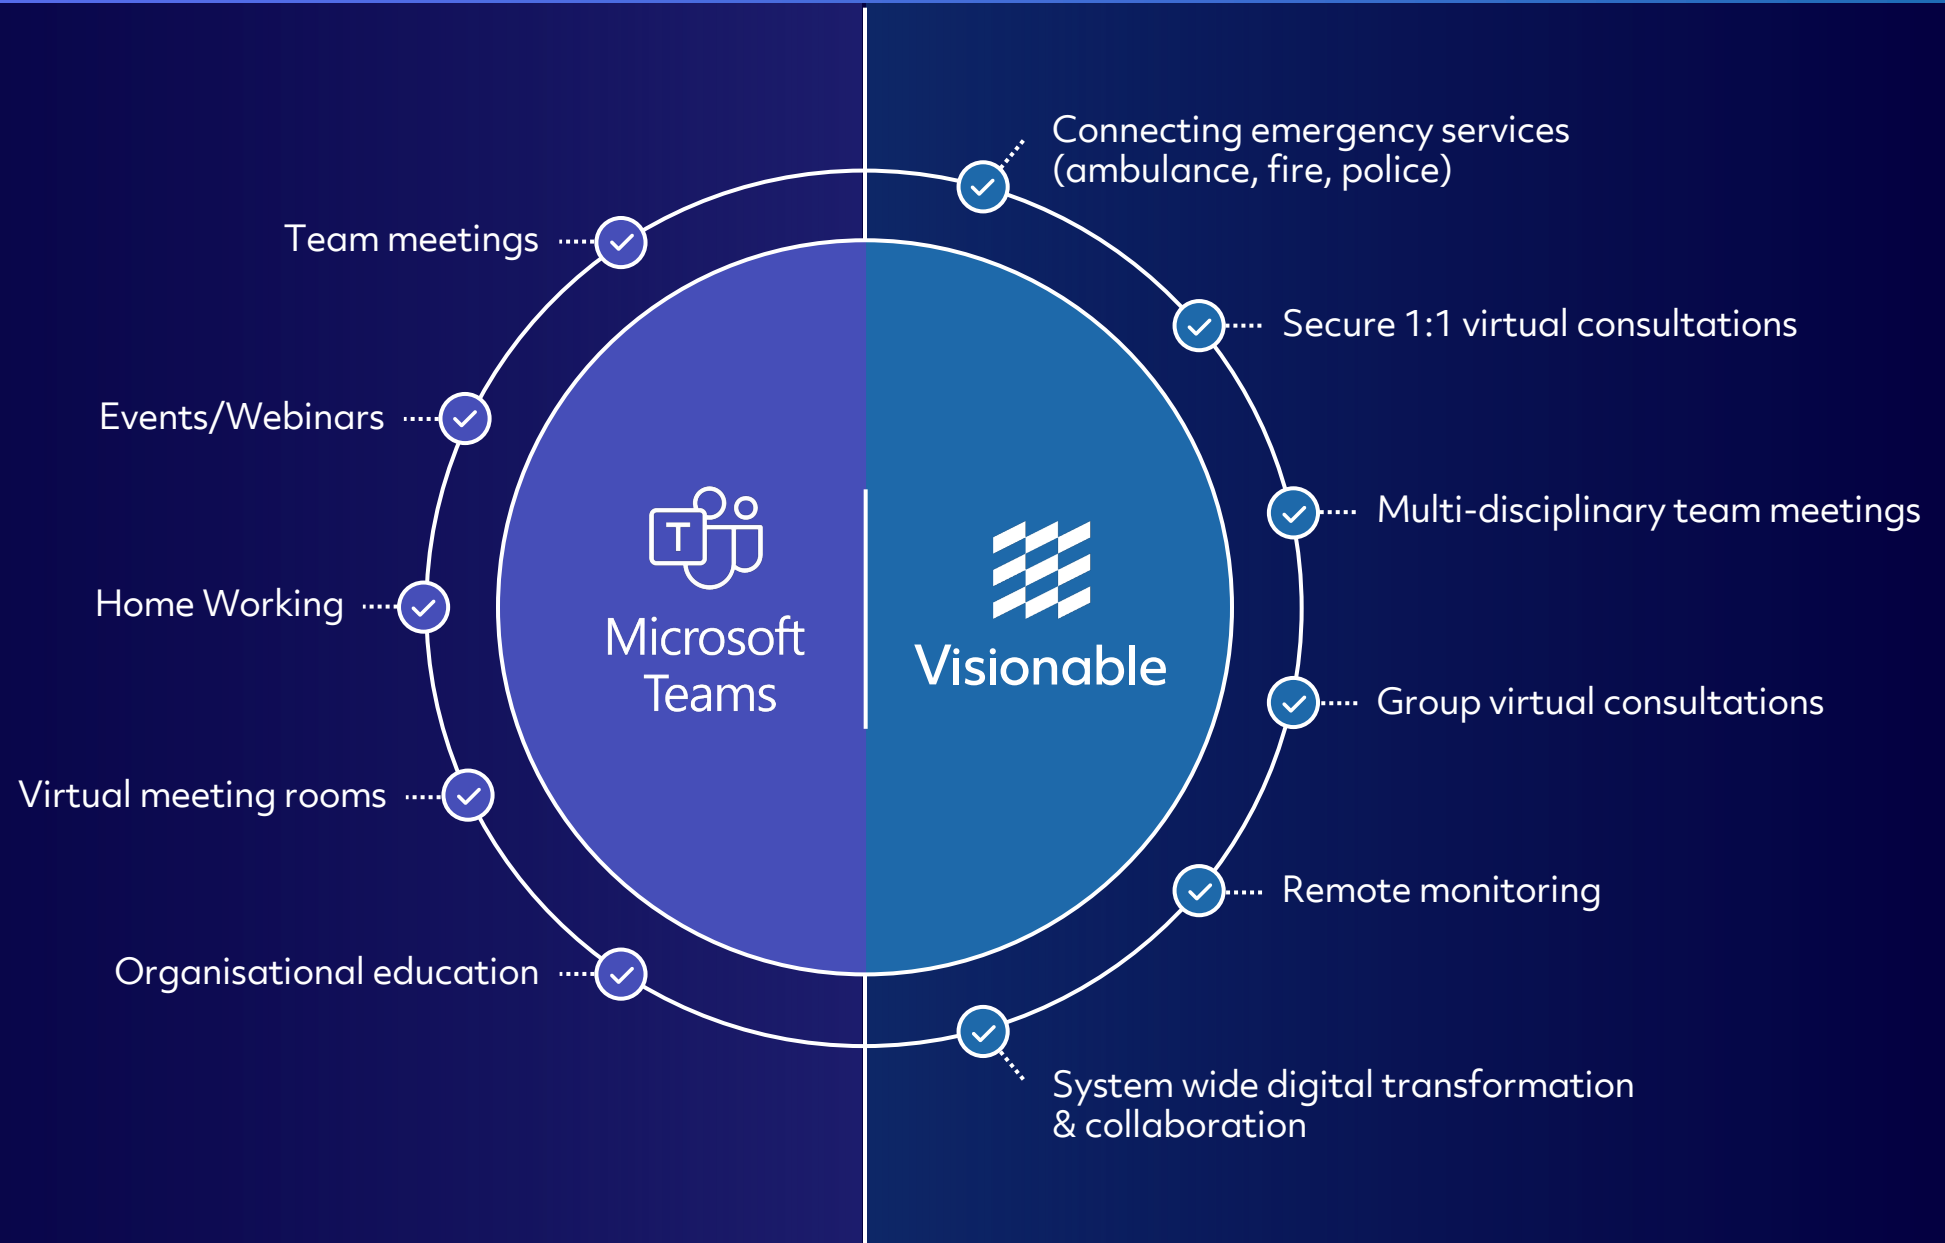 Team meetings
Events/Webinars
Home Working
Virtual meeting rooms
Organisational education
T
Microsoft
Teams
Visionable
Connecting emergency services
(ambulance, fire, police)
Secure 1:1 virtual consultations
Multi-disciplinary team meetings
Group virtual consultations
Remote monitoring
System wide digital transformation
& collaboration